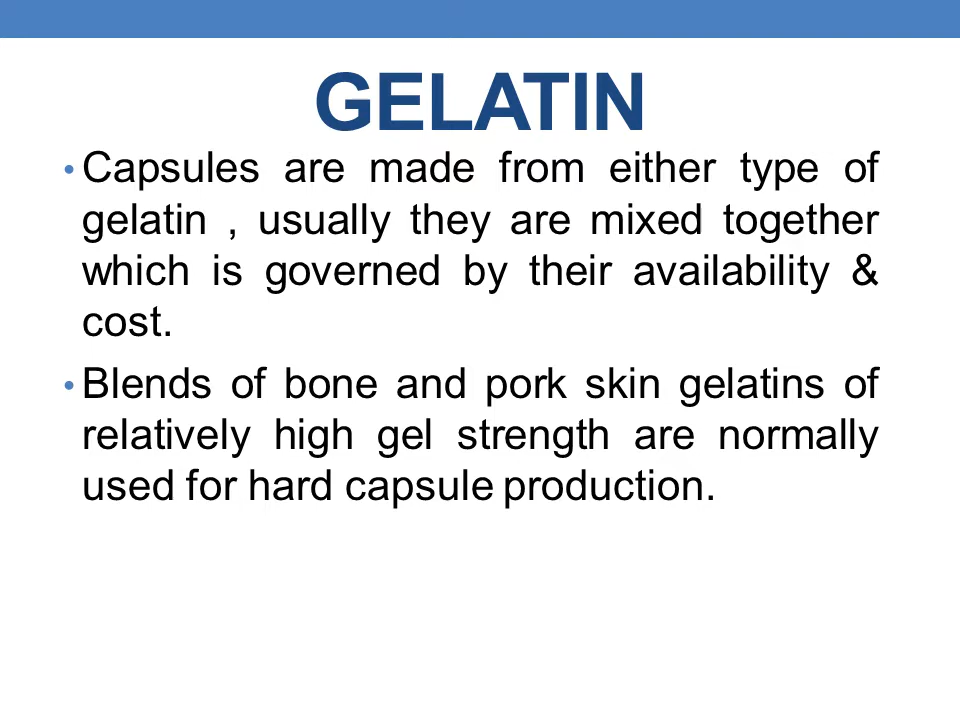 GELATIN
• Capsules are made from either type of
gelatin , usually they are mixed together
which is governed by their availability &
cost.
• Blends of bone and pork skin gelatins of
relatively high gel strength are normally
used for hard capsule production.